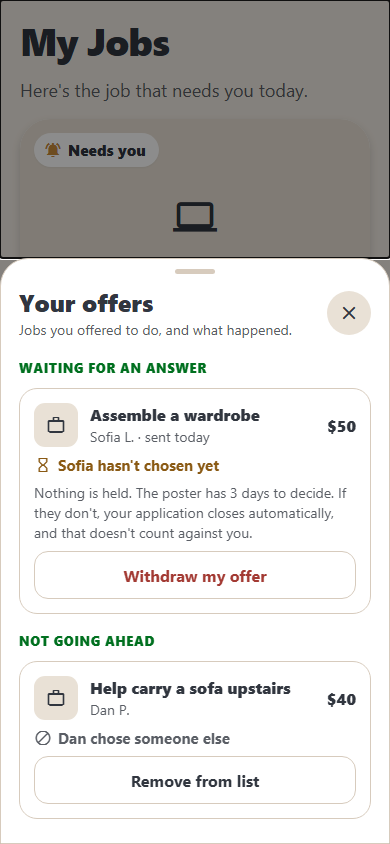 My Jobs
Here's the job that needs you today.
Needs you
Your offers
Jobs you offered to do, and what happened.
WAITING FOR AN ANSWER
Assemble a wardrobe
$50
Sofia L. · sent today
Sofia hasn't chosen yet
Nothing is held. The poster has 3 days to decide. If
they don't, your application closes automatically,
and that doesn't count against you.
Withdraw my offer
NOT GOING AHEAD
Help carry a sofa upstairs
$40
Dan P.
Dan chose someone else
Remove from list